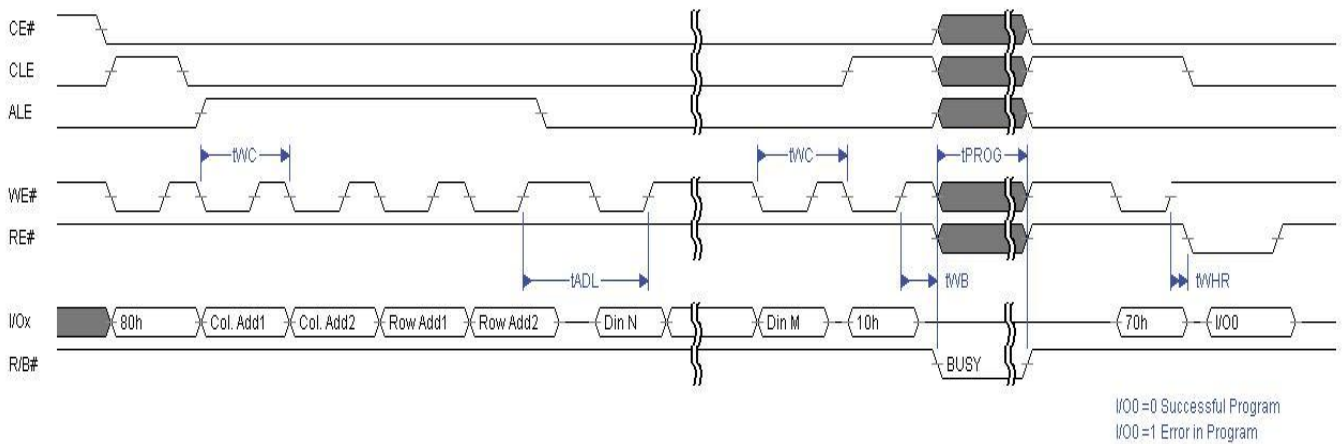 CE#
CLE
ALE
tWC tWC tPROG
WE#
RE#
tADL tWB tWHR
I/Ox 80h Col. Add1 Col. Add2 Row Add1 Row Add2 Din N Din M 10h 70h I/O0
R/B# BUSY
I/O0 =0 Successful Program
I/O0 =1 Error in Program